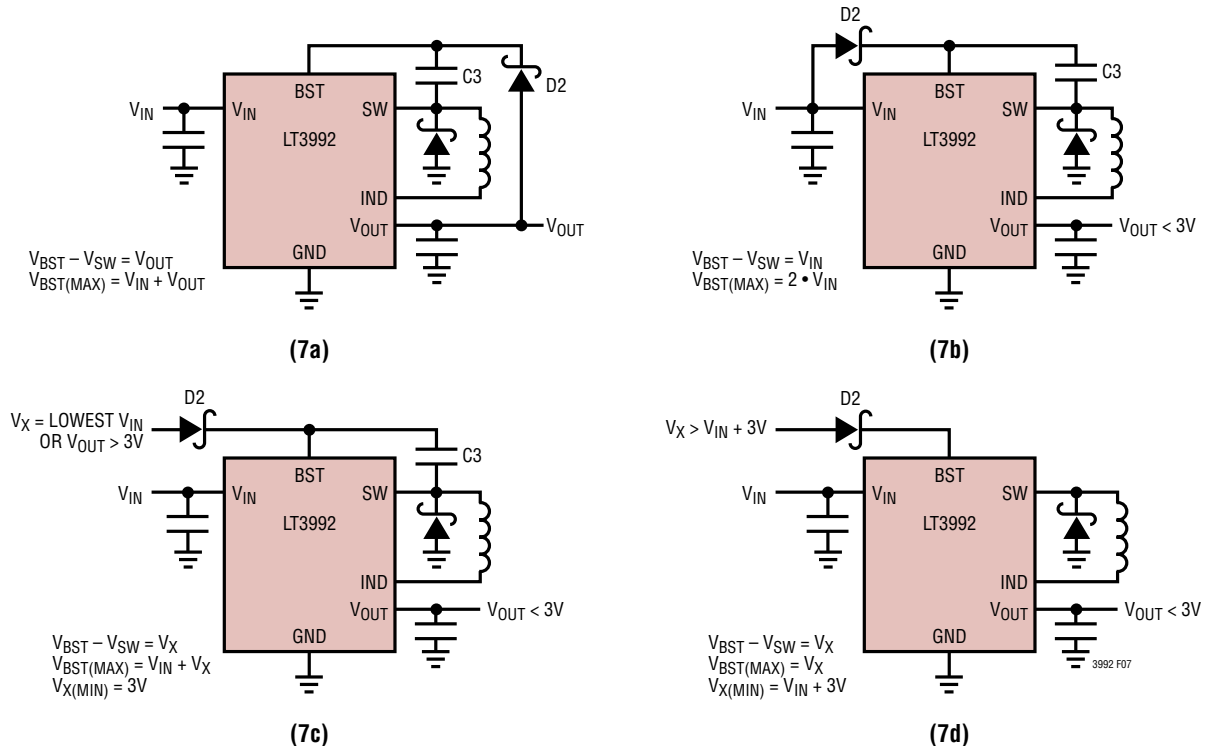 D2
C3
BST
V_IN
V_IN
SW
LT3992
IND
V_OUT
V_OUT
GND
V_BST – V_SW = V_OUT
V_BST(MAX) = V_IN + V_OUT
(7a)
D2
C3
BST
V_IN
V_IN
SW
LT3992
IND
V_OUT
V_OUT < 3V
GND
V_BST – V_SW = V_IN
V_BST(MAX) = 2 • V_IN
(7b)
D2
V_X = LOWEST V_IN
OR V_OUT > 3V
C3
BST
V_IN
V_IN
SW
LT3992
IND
V_OUT
V_OUT < 3V
GND
V_BST – V_SW = V_X
V_BST(MAX) = V_IN + V_X
V_X(MIN) = 3V
(7c)
D2
V_X > V_IN + 3V
BST
V_IN
V_IN
SW
LT3992
IND
V_OUT
V_OUT < 3V
GND
V_BST – V_SW = V_X
V_BST(MAX) = V_X
V_X(MIN) = V_IN + 3V
3992 F07
(7d)